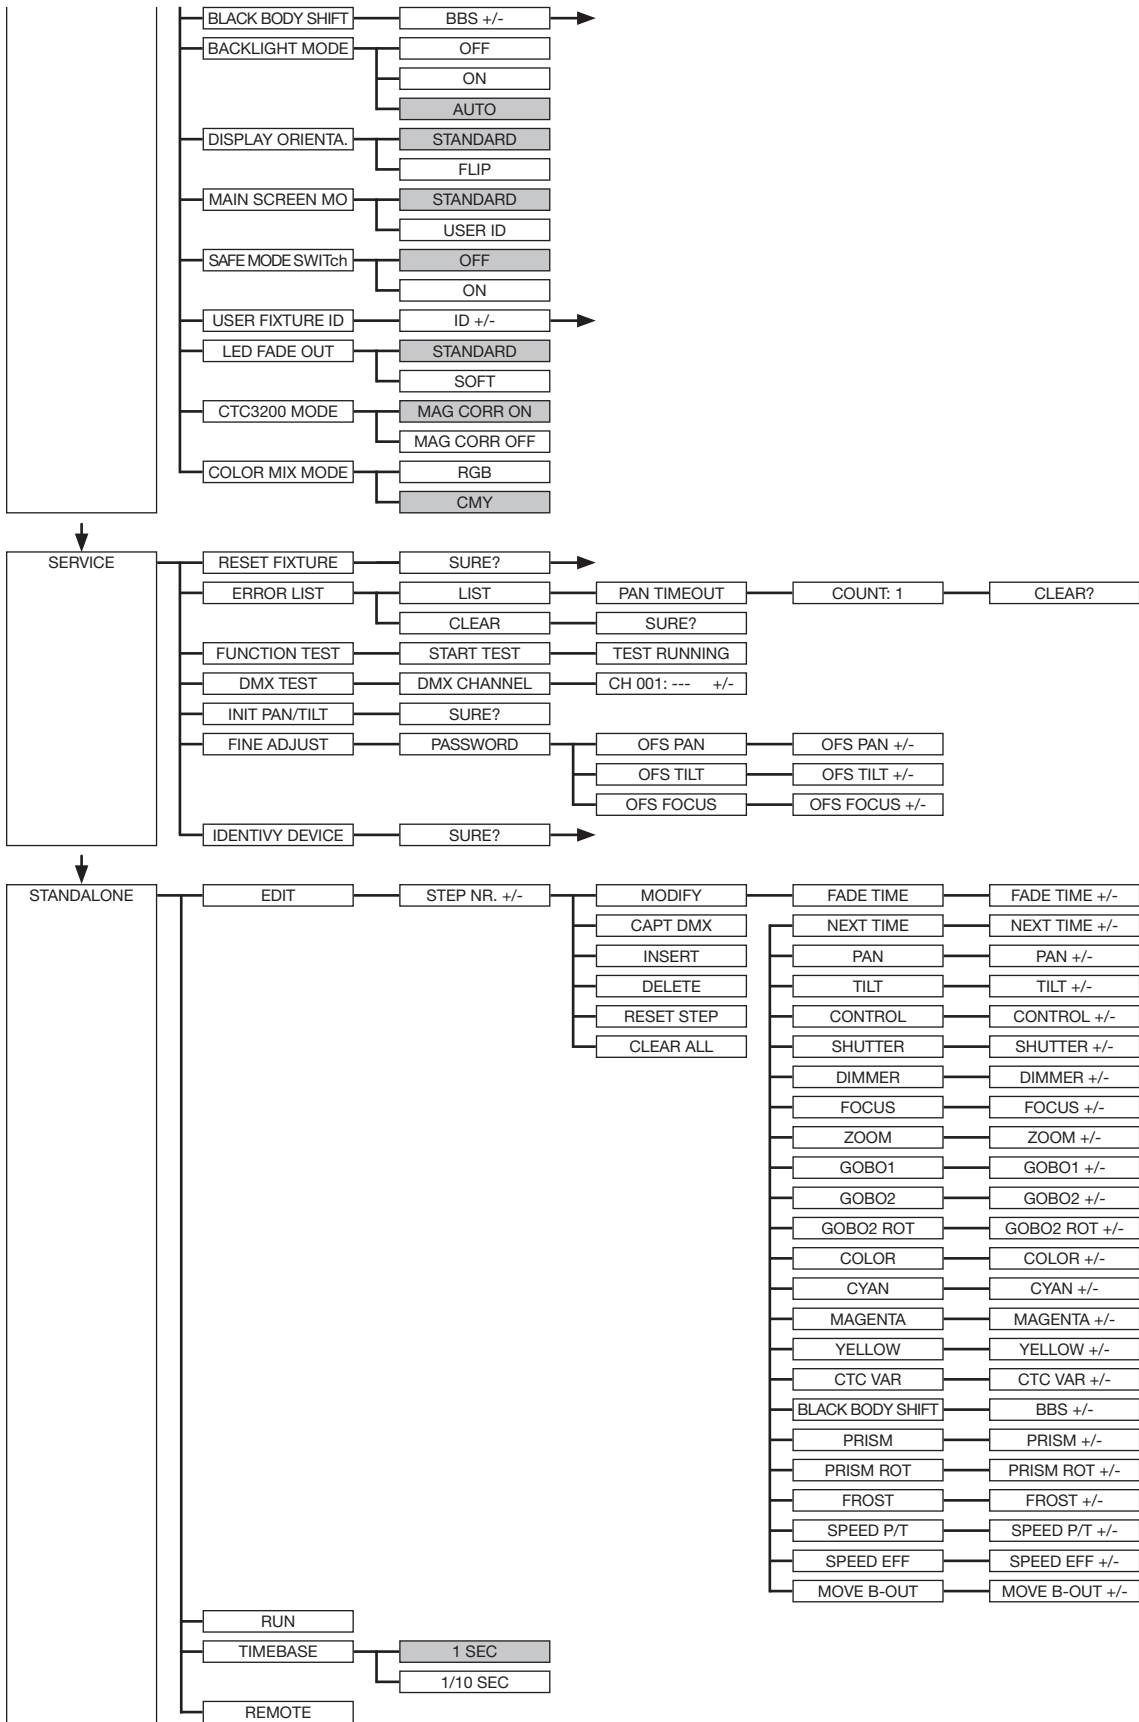 BLACK BODY SHIFT BBS +/-
BACKLIGHT MODE OFF
ON
AUTO
DISPLAY ORIENTA. STANDARD
FLIP
MAIN SCREEN MO STANDARD
USER ID
SAFE MODE SWITch OFF
ON
USER FIXTURE ID ID +/-
LED FADE OUT STANDARD
SOFT
CTC3200 MODE MAG CORR ON
MAG CORR OFF
COLOR MIX MODE RGB
CMY
SERVICE RESET FIXTURE SURE?
ERROR LIST LIST PAN TIMEOUT COUNT: 1 CLEAR?
CLEAR SURE?
FUNCTION TEST START TEST TEST RUNNING
DMX TEST DMX CHANNEL CH 001: --- +/-
INIT PAN/TILT SURE?
FINE ADJUST PASSWORD OFS PAN OFS PAN +/-
OFS TILT OFS TILT +/-
OFS FOCUS OFS FOCUS +/-
IDENTIVY DEVICE SURE?
STANDALONE EDIT STEP NR. +/- MODIFY FADE TIME FADE TIME +/-
CAPT DMX NEXT TIME NEXT TIME +/-
INSERT PAN PAN +/-
DELETE TILT TILT +/-
RESET STEP CONTROL CONTROL +/-
CLEAR ALL SHUTTER SHUTTER +/-
DIMMER DIMMER +/-
FOCUS FOCUS +/-
ZOOM ZOOM +/-
GOBO1 GOBO1 +/-
GOBO2 GOBO2 +/-
GOBO2 ROT GOBO2 ROT +/-
COLOR COLOR +/-
CYAN CYAN +/-
MAGENTA MAGENTA +/-
YELLOW YELLOW +/-
CTC VAR CTC VAR +/-
BLACK BODY SHIFT BBS +/-
PRISM PRISM +/-
PRISM ROT PRISM ROT +/-
FROST FROST +/-
SPEED P/T SPEED P/T +/-
SPEED EFF SPEED EFF +/-
MOVE B-OUT MOVE B-OUT +/-
RUN
TIMEBASE 1 SEC
1/10 SEC
REMOTE